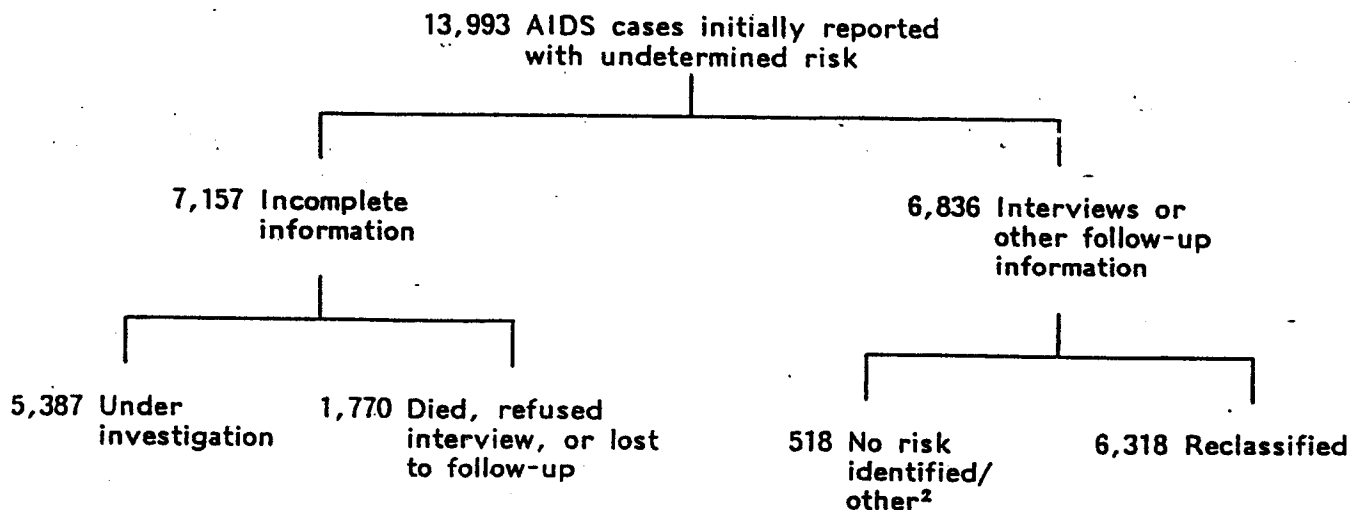 13,993 AIDS cases initially reported
with undetermined risk
7,157 Incomplete
information
6,836 Interviews or
other follow-up
information
5,387 Under
investigation
1,770 Died, refused
interview, or lost
to follow-up
518 No risk
identified/
other²
6,318 Reclassified